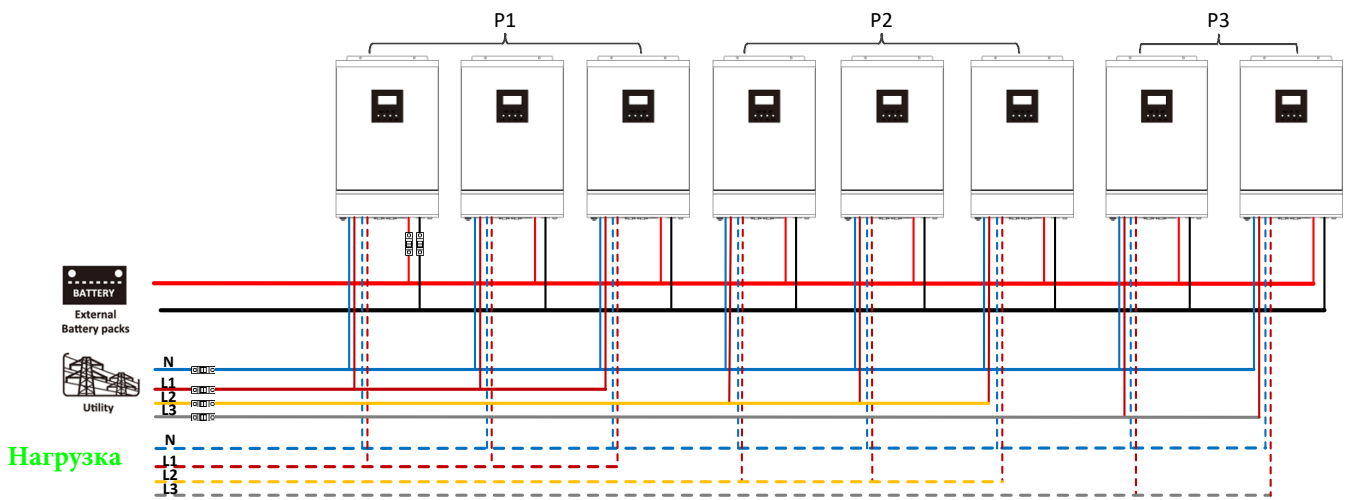 P1
P2
P3
BATTERY
External
Battery packs
N
L1
L2
L3
Utility
N
Нагрузка
L1
L2
L3